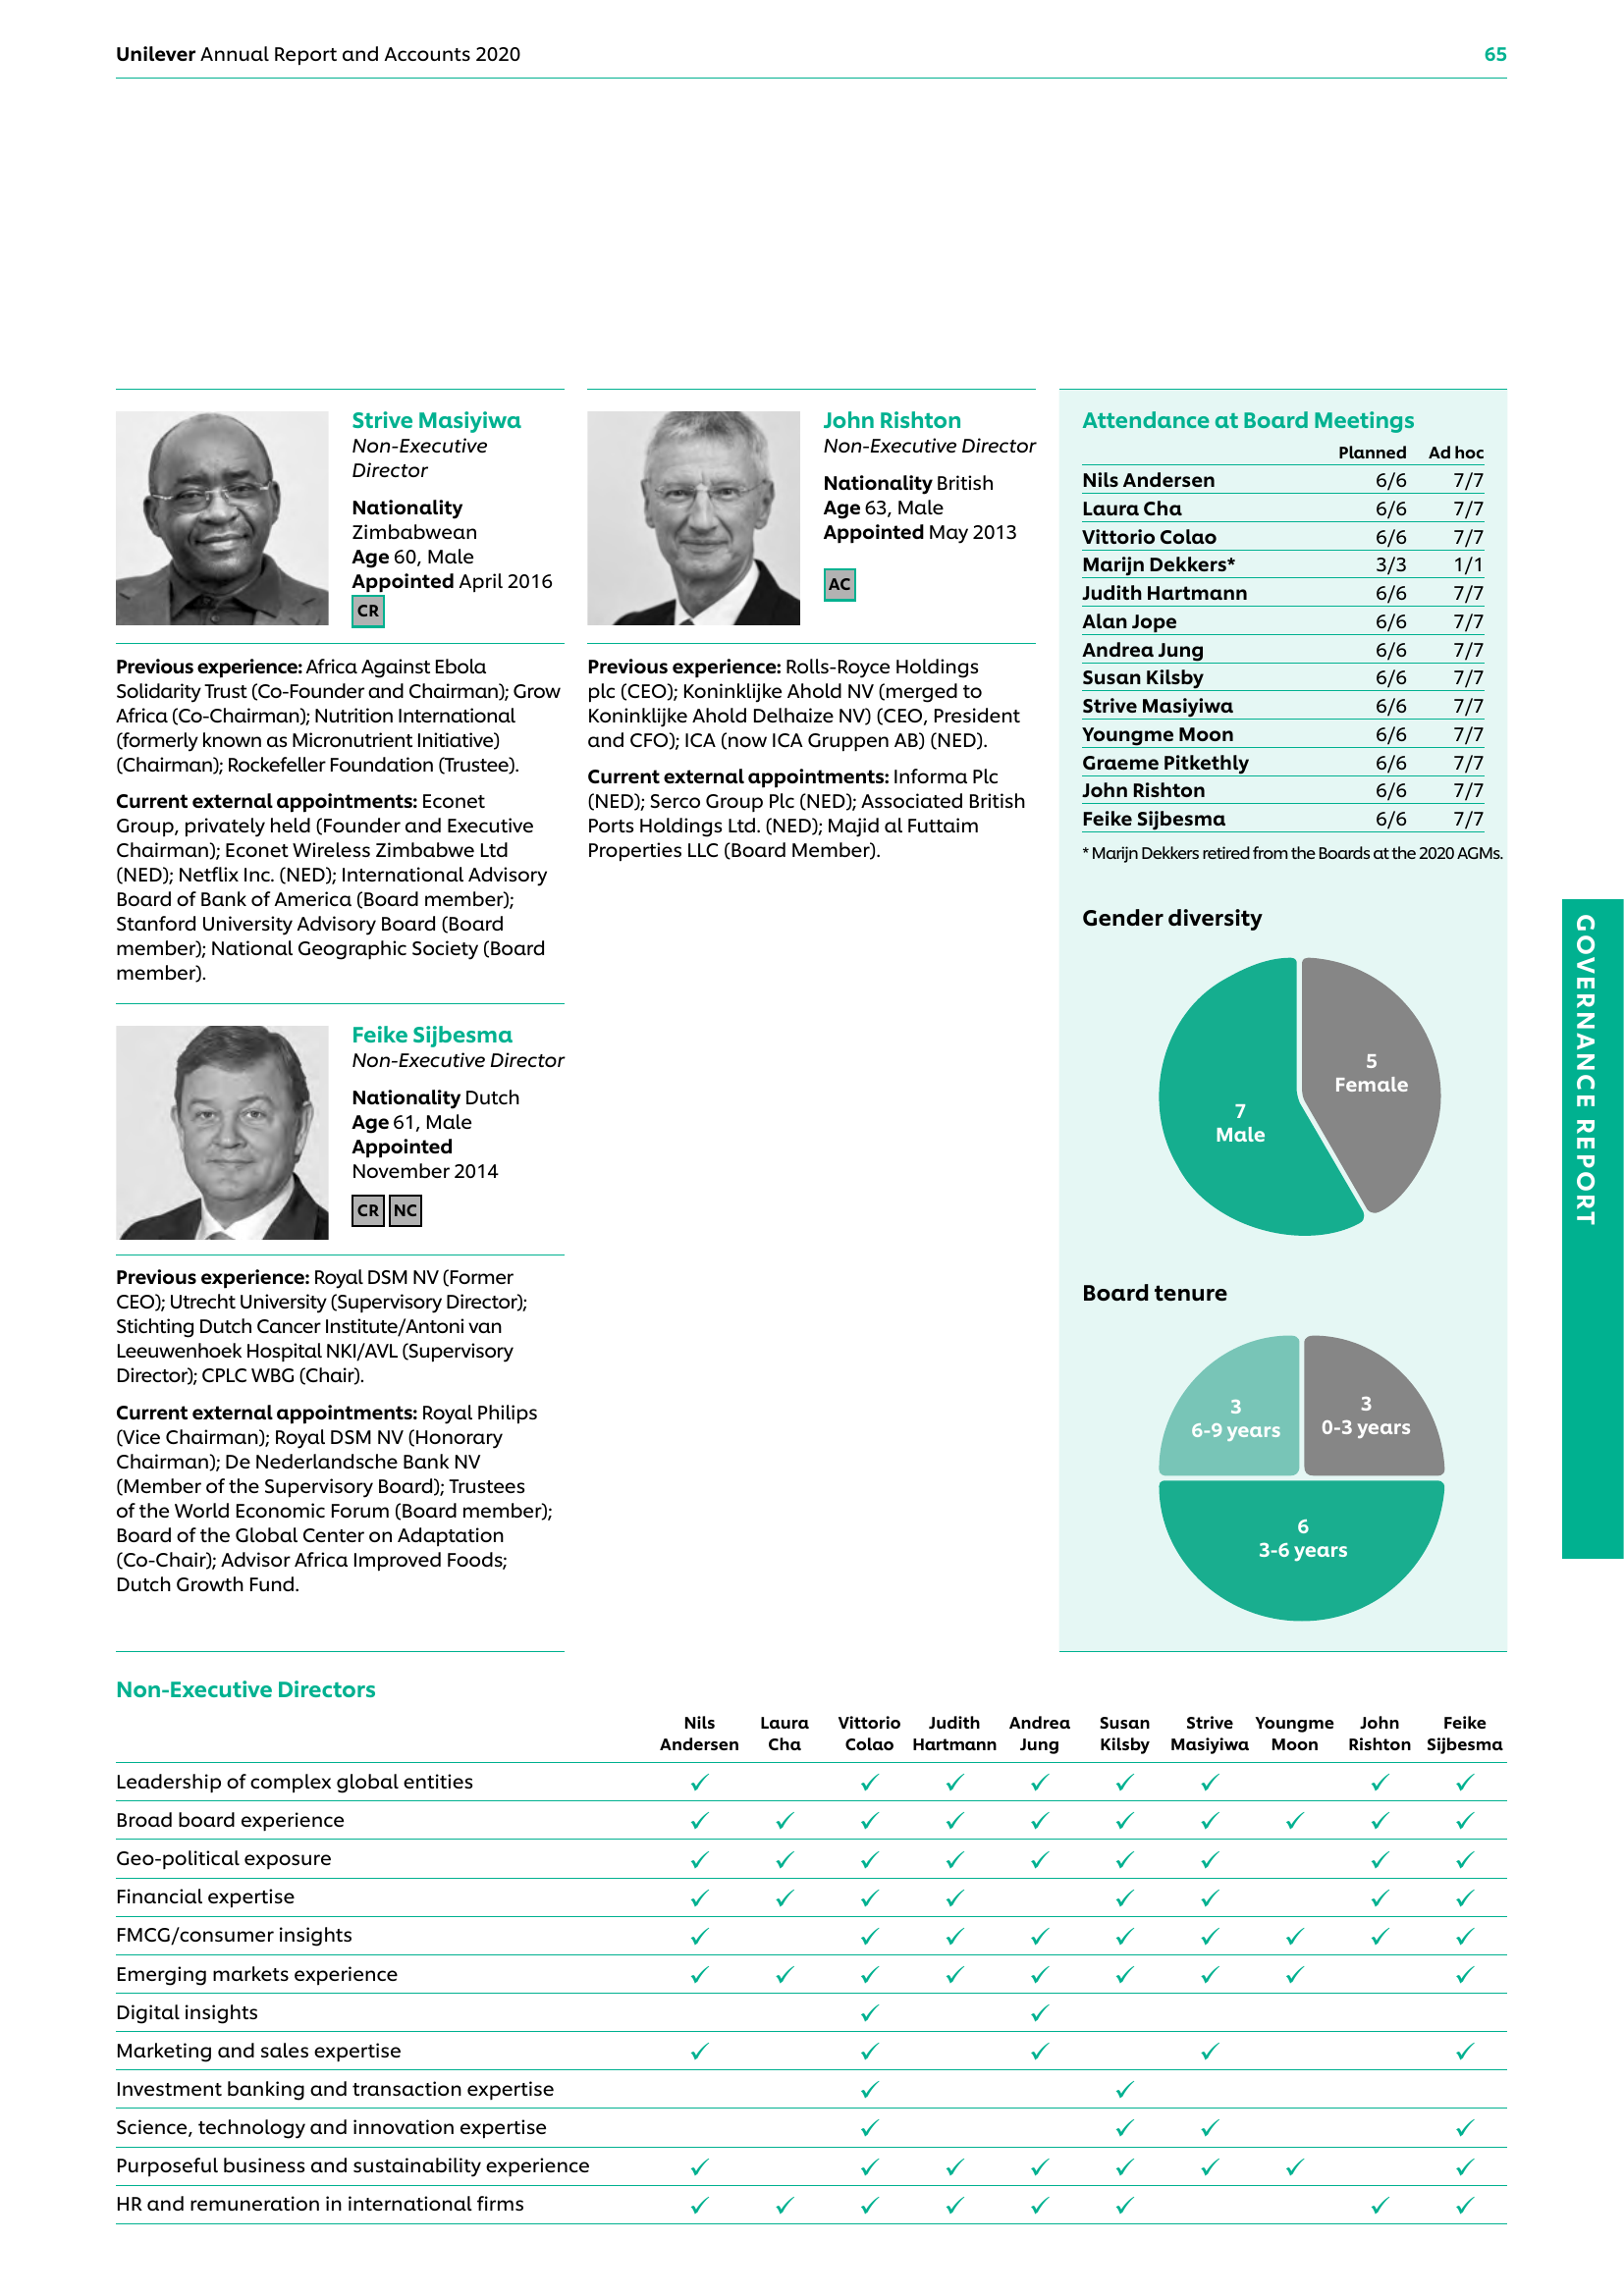 Unilever Annual Report and Accounts 2020
65
Strive Masiyiwa
Non-Executive
Director
Nationality
Zimbabwean
Age 60, Male
Appointed April 2016
CR
Previous experience: Africa Against Ebola
Solidarity Trust (Co-Founder and Chairman); Grow
Africa (Co-Chairman); Nutrition International
(formerly known as Micronutrient Initiative)
(Chairman); Rockefeller Foundation (Trustee).
Current external appointments: Econet
Group, privately held (Founder and Executive
Chairman); Econet Wireless Zimbabwe Ltd
(NED); Netflix Inc. (NED); International Advisory
Board of Bank of America (Board member);
Stanford University Advisory Board (Board
member); National Geographic Society (Board
member).
Feike Sijbesma
Non-Executive Director
Nationality Dutch
Age 61, Male
Appointed
November 2014
CR NC
Previous experience: Royal DSM NV (Former
CEO); Utrecht University (Supervisory Director);
Stichting Dutch Cancer Institute/Antoni van
Leeuwenhoek Hospital NKI/AVL (Supervisory
Director); CPLC WBG (Chair).
Current external appointments: Royal Philips
(Vice Chairman); Royal DSM NV (Honorary
Chairman); De Nederlandsche Bank NV
(Member of the Supervisory Board); Trustees
of the World Economic Forum (Board member);
Board of the Global Center on Adaptation
(Co-Chair); Advisor Africa Improved Foods;
Dutch Growth Fund.
John Rishton
Non-Executive Director
Nationality British
Age 63, Male
Appointed May 2013
AC
Previous experience: Rolls-Royce Holdings
plc (CEO); Koninklijke Ahold NV (merged to
Koninklijke Ahold Delhaize NV) (CEO, President
and CFO); ICA (now ICA Gruppen AB) (NED).
Current external appointments: Informa Plc
(NED); Serco Group Plc (NED); Associated British
Ports Holdings Ltd. (NED); Majid al Futtaim
Properties LLC (Board Member).
Attendance at Board Meetings
Planned Ad hoc
Nils Andersen 6/6 7/7
Laura Cha 6/6 7/7
Vittorio Colao 6/6 7/7
Marijn Dekkers* 3/3 1/1
Judith Hartmann 6/6 7/7
Alan Jope 6/6 7/7
Andrea Jung 6/6 7/7
Susan Kilsby 6/6 7/7
Strive Masiyiwa 6/6 7/7
Youngme Moon 6/6 7/7
Graeme Pitkethly 6/6 7/7
John Rishton 6/6 7/7
Feike Sijbesma 6/6 7/7
* Marijn Dekkers retired from the Boards at the 2020 AGMs.
Gender diversity
5
Female
7
Male
Board tenure
3
6-9 years
3
0-3 years
6
3-6 years
GOVERNANCE REPORT
Non-Executive Directors
Nils Laura Vittorio Judith Andrea Susan Strive Youngme John Feike
Andersen Cha Colao Hartmann Jung Kilsby Masiyiwa Moon Rishton Sijbesma
Leadership of complex global entities ✓ ✓ ✓ ✓ ✓ ✓ ✓ ✓
Broad board experience ✓ ✓ ✓ ✓ ✓ ✓ ✓ ✓ ✓ ✓
Geo-political exposure ✓ ✓ ✓ ✓ ✓ ✓ ✓ ✓ ✓
Financial expertise ✓ ✓ ✓ ✓ ✓ ✓ ✓ ✓
FMCG/consumer insights ✓ ✓ ✓ ✓ ✓ ✓ ✓ ✓ ✓
Emerging markets experience ✓ ✓ ✓ ✓ ✓ ✓ ✓ ✓ ✓
Digital insights ✓ ✓
Marketing and sales expertise ✓ ✓ ✓ ✓ ✓
Investment banking and transaction expertise ✓ ✓
Science, technology and innovation expertise ✓ ✓ ✓ ✓
Purposeful business and sustainability experience ✓ ✓ ✓ ✓ ✓ ✓ ✓ ✓
HR and remuneration in international firms ✓ ✓ ✓ ✓ ✓ ✓ ✓ ✓